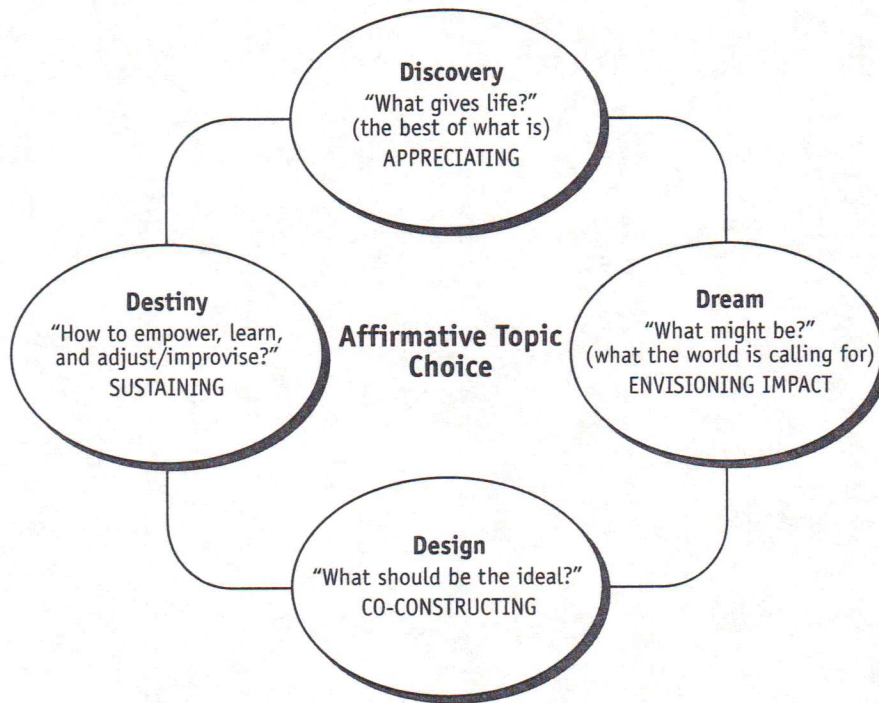 Discovery
“What gives life?”
(the best of what is)
APPRECIATING
Destiny
“How to empower, learn,
and adjust/improvise?”
SUSTAINING
Affirmative Topic
Choice
Dream
“What might be?”
(what the world is calling for)
ENVISIONING IMPACT
Design
“What should be the ideal?”
CO-CONSTRUCTING